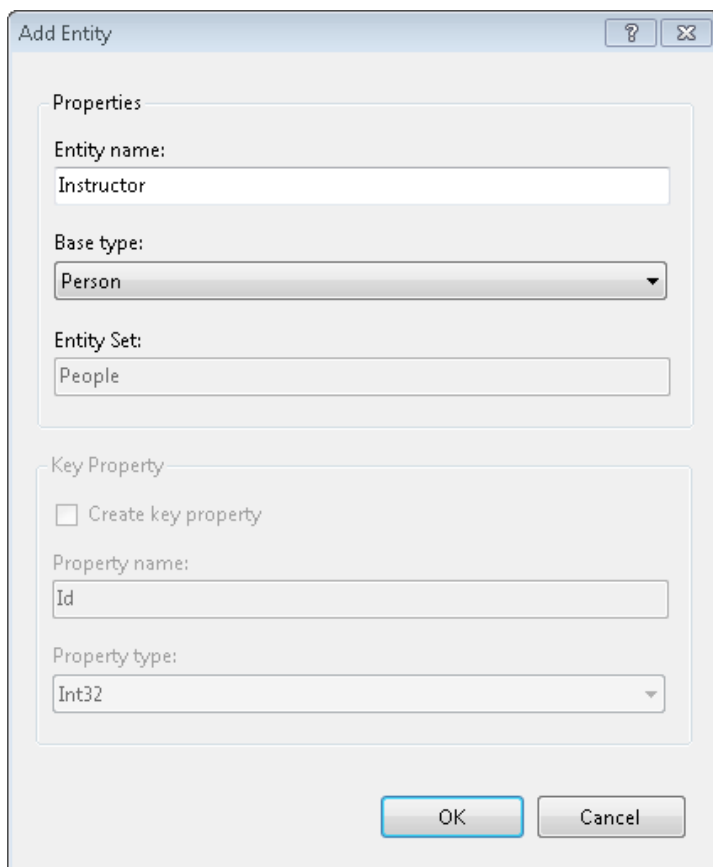 Add Entity
Properties
Entity name:
Instructor
Base type:
Person
Entity Set:
People
Key Property
Create key property
Property name:
Id
Property type:
Int32
OK Cancel